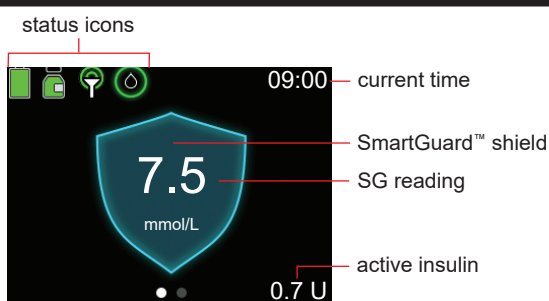 status icons
09:00
current time
SmartGuard™ shield
7.5
SG reading
mmol/L
active insulin
0.7 U